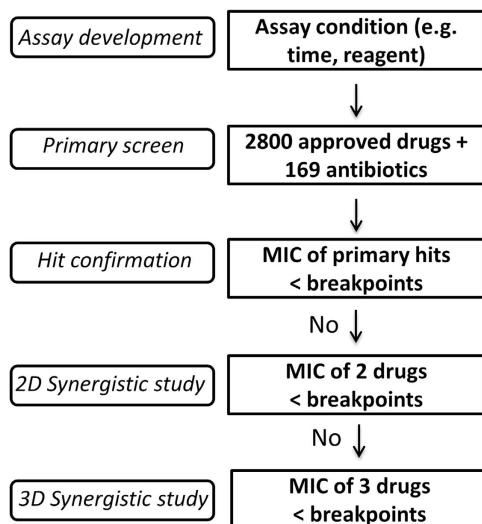 Assay development
Assay condition (e.g.
time, reagent)
Primary screen
2800 approved drugs +
169 antibiotics
Hit confirmation
MIC of primary hits
< breakpoints
No
2D Synergistic study
MIC of 2 drugs
< breakpoints
No
3D Synergistic study
MIC of 3 drugs
< breakpoints